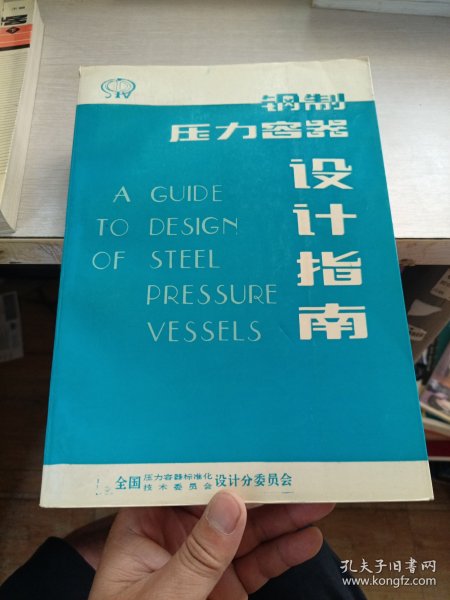 钢制
压力容器
设计指南
A GUIDE
TO DESIGN
OF STEEL
PRESSURE
VESSELS
全国压力容器标准化技术委员会设计分委员会
孔夫子旧书网
www.kongfz.com